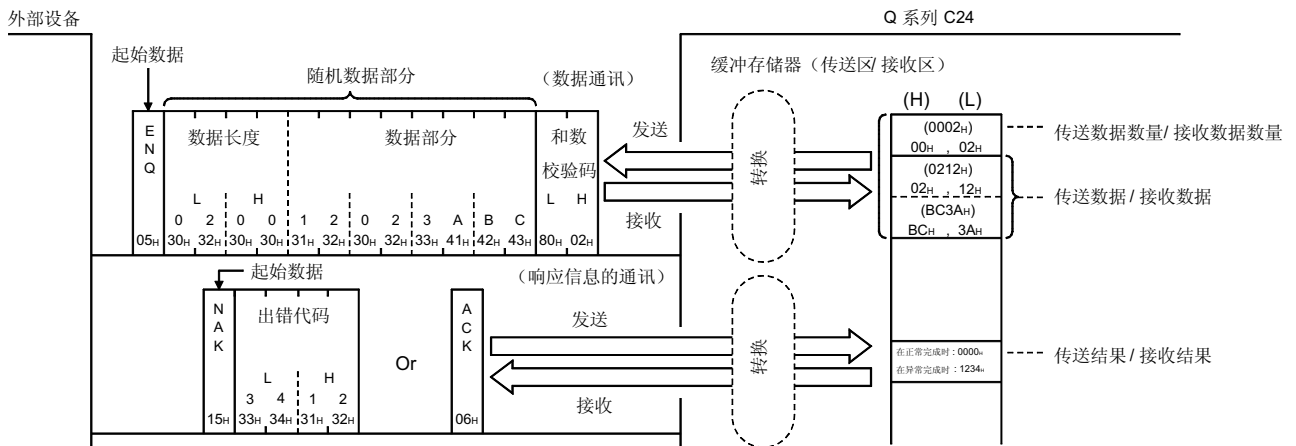 外部设备
Q 系列 C24
起始数据
随机数据部分
（数据通讯）
缓冲存储器（传送区/ 接收区）
(H) (L)
E N Q
数据长度
数据部分
和数
校验码
发送
接收
转换
(0002H)
00H , 02H
(0212H)
02H , 12H
(BC3AH)
BCH , 3AH
传送数据数量/ 接收数据数量
传送数据 / 接收数据
L H L H
0 2 0 0 1 2 0 2 3 A B C
05H 30H 32H 30H 30H 31H 32H 30H 32H 33H 41H 42H 43H 80H 02H
起始数据
（响应信息的通讯）
N A K
出错代码
Or
A C K
发送
接收
转换
在正常完成时 : 0000H
在异常完成时 : 1234H
传送结果 / 接收结果
L H
3 4 1 2
15H 33H 34H 31H 32H 06H